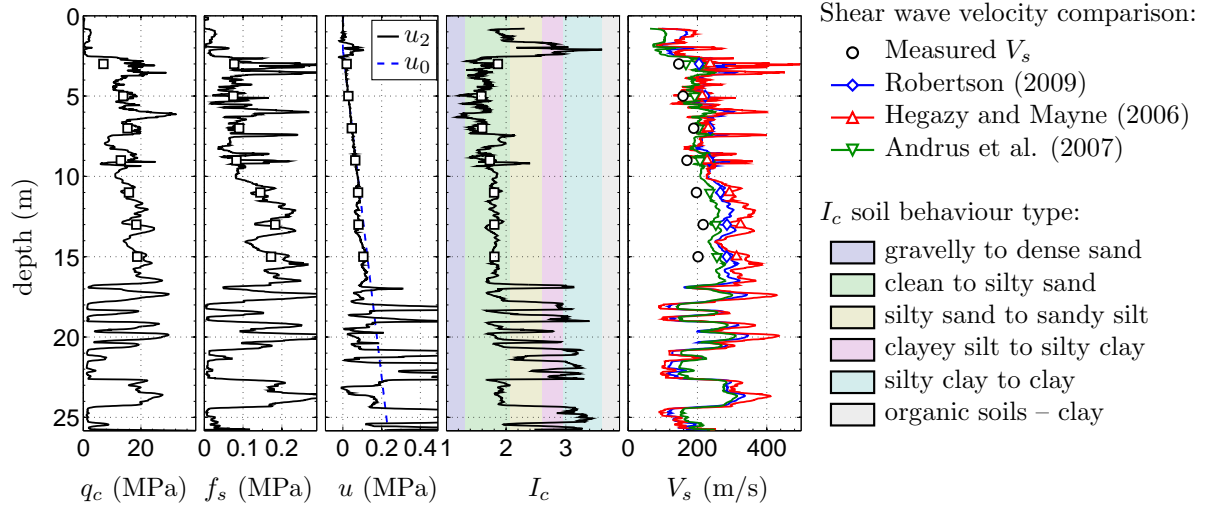 depth (m)
0
5
10
15
20
25
0 20
q_c (MPa)
0 0.1 0.2
f_s (MPa)
u_2
u_0
0 0.2 0.4
u (MPa)
1 2 3
I_c
0 200 400
V_s (m/s)
Shear wave velocity comparison:
Measured V_s
Robertson (2009)
Hegazy and Mayne (2006)
Andrus et al. (2007)
I_c soil behaviour type:
gravelly to dense sand
clean to silty sand
silty sand to sandy silt
clayey silt to silty clay
silty clay to clay
organic soils – clay